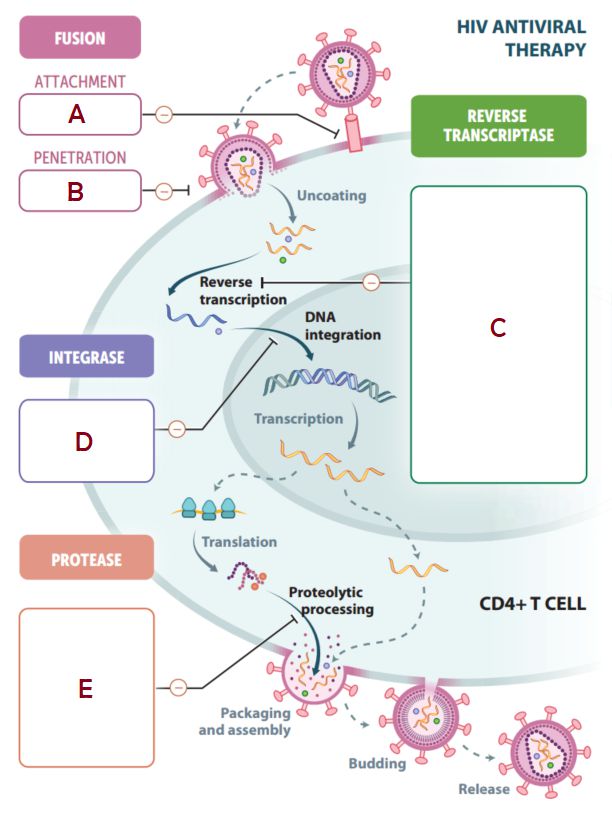 FUSION
HIV ANTIVIRAL
THERAPY
ATTACHMENT
A
REVERSE
TRANSCRIPTASE
PENETRATION
B
Uncoating
Reverse
transcription
DNA
integration
C
INTEGRASE
D
Transcription
Translation
PROTEASE
Proteolytic
processing
CD4+ T CELL
E
Packaging
and assembly
Budding
Release